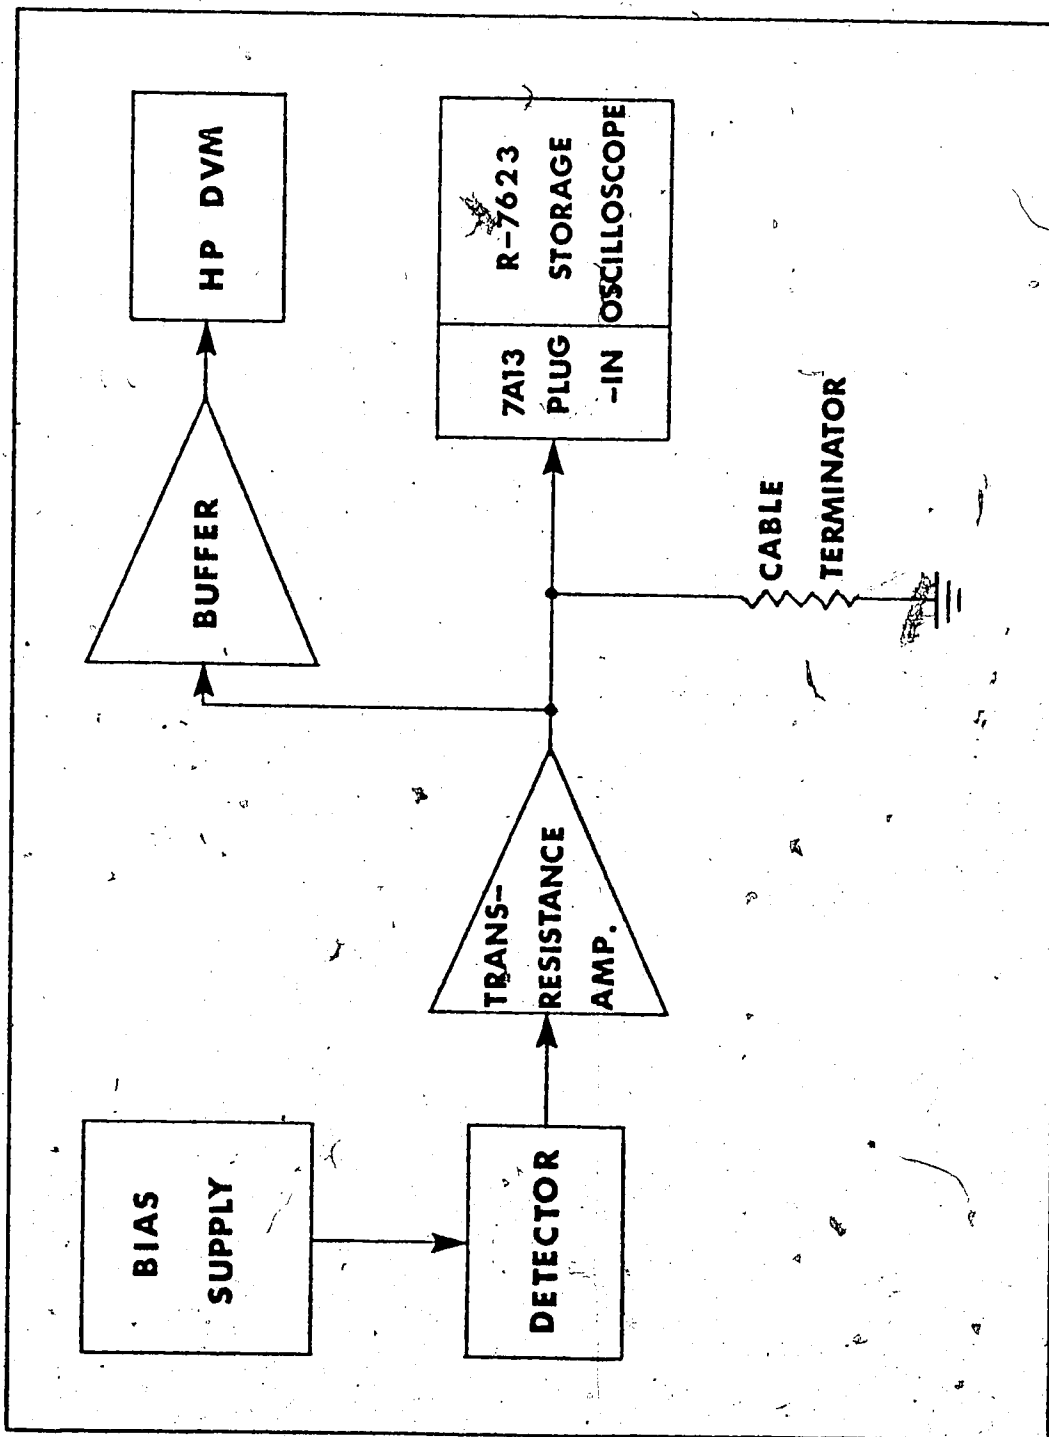 BIAS
SUPPLY
DETECTOR
TRANS-
RESISTANCE
AMP.
BUFFER
HP DVM
7A13
PLUG
-IN
R-7623
STORAGE
OSCILLOSCOPE
CABLE
TERMINATOR